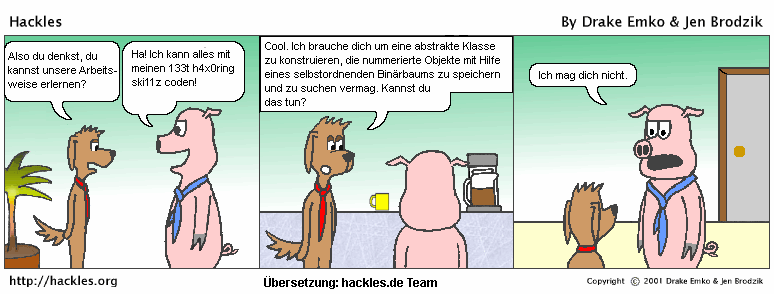 Hackles
By Drake Emko & Jen Brodzik
Also du denkst, du
kannst unsere Arbeits-
weise erlernen?
Ha! Ich kann alles mit
meinen 133t h4x0ring
ski11z coden!
Cool. Ich brauche dich um eine abstrakte Klasse
zu konstruieren, die nummerierte Objekte mit Hilfe
eines selbstordnenden Binärbaums zu speichern
und zu suchen vermag. Kannst du
das tun?
Ich mag dich nicht.
http://hackles.org
Übersetzung: hackles.de Team
Copyright © 2001 Drake Emko & Jen Brodzik